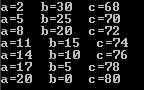 a=2 b=30 c=68
a=5 b=25 c=70
a=8 b=20 c=72
a=11 b=15 c=74
a=14 b=10 c=76
a=17 b=5 c=78
a=20 b=0 c=80